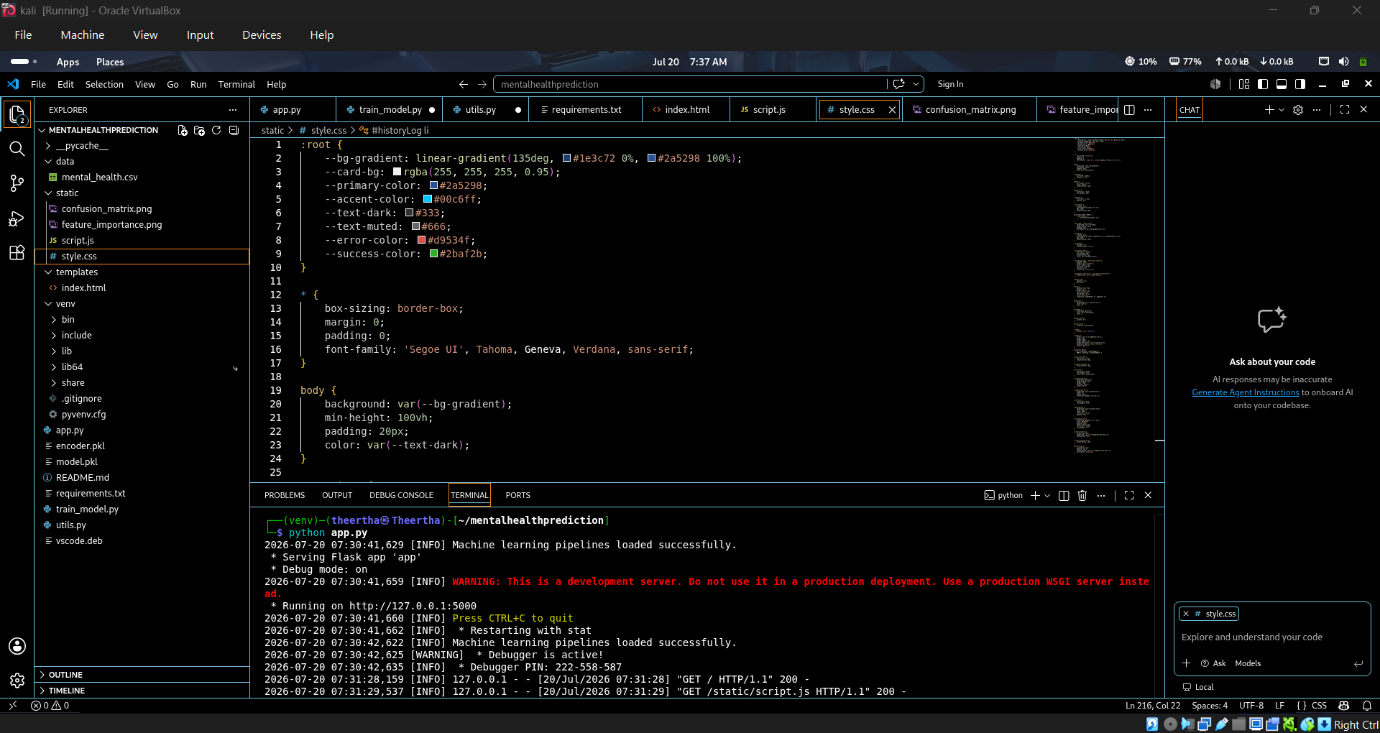 kali [Running] - Oracle VirtualBox
File Machine View Input Devices Help
Apps Places
Jul 20 7:37 AM
10% 77% ↑ 0.0 kB ↓ 0.0 kB
File Edit Selection View Go Run Terminal Help
mentalhealthprediction
Sign In
EXPLORER
MENTALHEALTHPREDICTION
__pycache__
data
mental_health.csv
static
confusion_matrix.png
feature_importance.png
JS script.js
# style.css
templates
<> index.html
venv
bin
include
lib
lib64
share
.gitignore
pyvenv.cfg
app.py
encoder.pkl
model.pkl
README.md
requirements.txt
train_model.py
utils.py
vscode.deb
OUTLINE
TIMELINE
2
app.py train_model.py utils.py requirements.txt <> index.html JS script.js # style.css confusion_matrix.png feature_impor
static > # style.css > #historyLog li
1 :root {
2 --bg-gradient: linear-gradient(135deg, #1e3c72 0%, #2a5298 100%);
3 --card-bg: rgba(255, 255, 255, 0.95);
4 --primary-color: #2a5298;
5 --accent-color: #00c6ff;
6 --text-dark: #333;
7 --text-muted: #666;
8 --error-color: #d9534f;
9 --success-color: #2baf2b;
10 }
11
12 * {
13 box-sizing: border-box;
14 margin: 0;
15 padding: 0;
16 font-family: 'Segoe UI', Tahoma, Geneva, Verdana, sans-serif;
17 }
18
19 body {
20 background: var(--bg-gradient);
21 min-height: 100vh;
22 padding: 20px;
23 color: var(--text-dark);
24 }
25
PROBLEMS OUTPUT DEBUG CONSOLE TERMINAL PORTS
python
┌──(venv)─(theertha㉿Theertha)-[~/mentalhealthprediction]
└─$ python app.py
2026-07-20 07:30:41,629 [INFO] Machine learning pipelines loaded successfully.
* Serving Flask app 'app'
* Debug mode: on
2026-07-20 07:30:41,659 [INFO] WARNING: This is a development server. Do not use it in a production deployment. Use a production WSGI server inste
ad.
* Running on http://127.0.0.1:5000
2026-07-20 07:30:41,660 [INFO] Press CTRL+C to quit
2026-07-20 07:30:41,662 [INFO] * Restarting with stat
2026-07-20 07:30:42,622 [INFO] Machine learning pipelines loaded successfully.
2026-07-20 07:30:42,625 [WARNING] * Debugger is active!
2026-07-20 07:30:42,635 [INFO] * Debugger PIN: 222-558-587
2026-07-20 07:31:28,159 [INFO] 127.0.0.1 - - [20/Jul/2026 07:31:28] "GET / HTTP/1.1" 200 -
2026-07-20 07:31:29,537 [INFO] 127.0.0.1 - - [20/Jul/2026 07:31:29] "GET /static/script.js HTTP/1.1" 200 -
CHAT
Ask about your code
AI responses may be inaccurate
Generate Agent Instructions to onboard AI
onto your codebase.
# style.css
Explore and understand your code
Ask Models
Local
0 0
Ln 216, Col 22 Spaces: 4 UTF-8 LF {} CSS
Right Ctrl